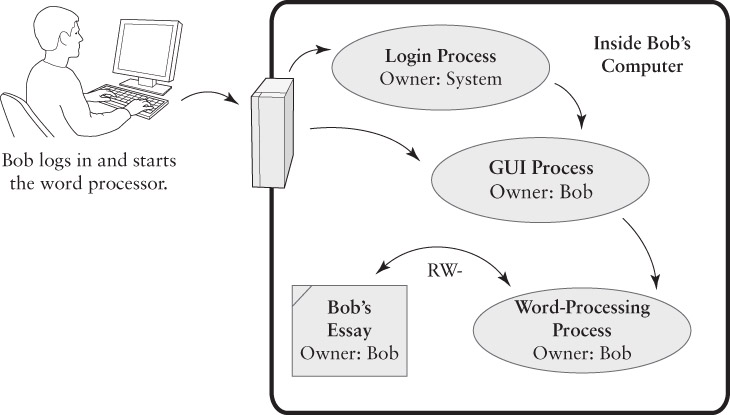 Bob logs in and starts
the word processor.
Inside Bob's
Computer
Login Process
Owner: System
GUI Process
Owner: Bob
RW-
Bob's
Essay
Owner: Bob
Word-Processing
Process
Owner: Bob